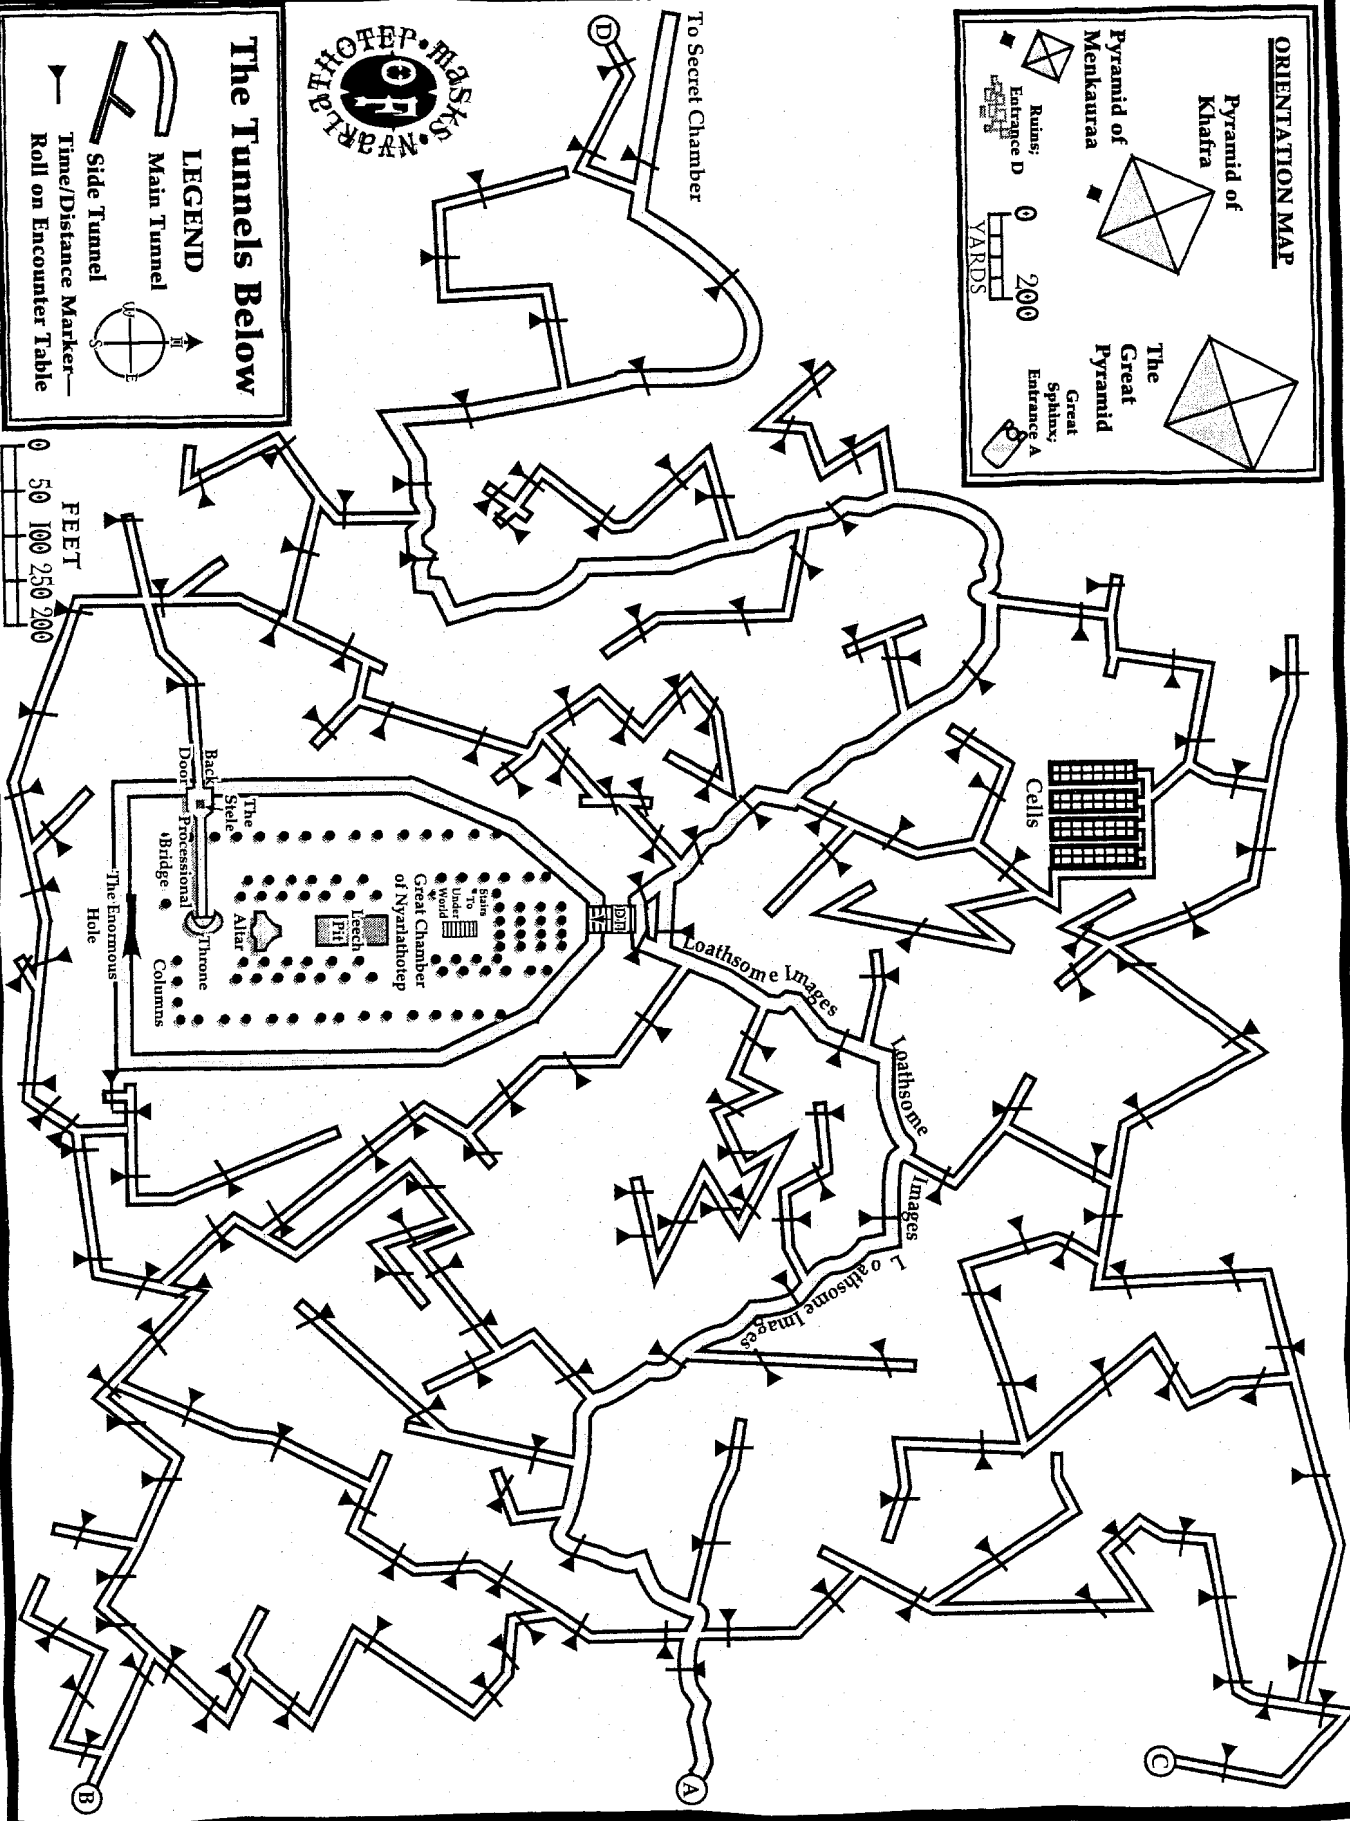 The Tunnels Below
LEGEND
Main Tunnel
Side Tunnel
Time/Distance Marker—
Roll on Encounter Table
N
W
E
S
0 50 100 250 200
FEET
MASKS • OF • NYARLATHOTEP •
ORIENTATION MAP
Pyramid of
Khafra
Pyramid of
Menkauraa
The
Great
Pyramid
Ruins;
Entrance D
Great
Sphinx;
Entrance A
0 200
YARDS
D
To Secret Chamber
Cells
Loathsome Images
Loathsome Images
Loathsome Images
Stairs
To
Under
World
Great Chamber
of Nyarlathotep
Leech
Pit
Altar
The
Stele
Back
Door
Throne
Processional
Bridge
Columns
The Enormous
Hole
C
A
B